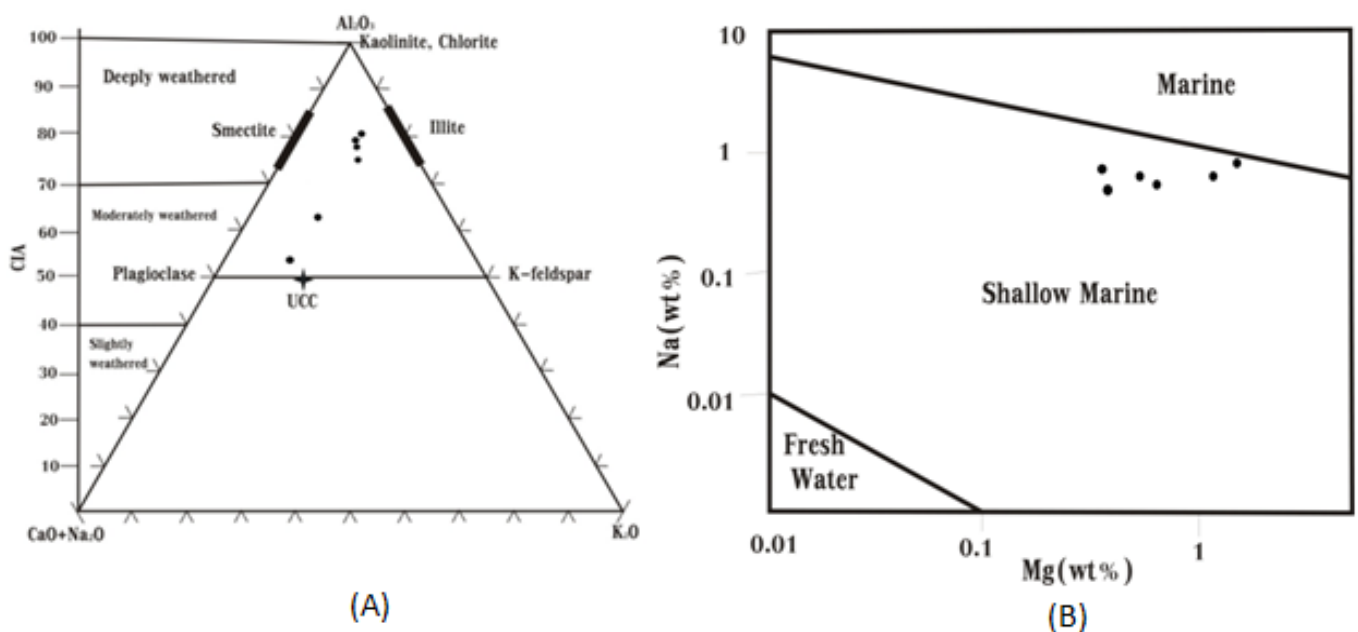 Al₂O₃
Kaolinite, Chlorite
100
Deeply weathered
90
Smectite
Illite
80
70
Moderately weathered
60
CIA
Plagioclase
K-feldspar
50
UCC
40
Slightly
weathered
30
20
10
CaO+Na₂O
K₂O
(A)
10
Marine
1
Na(wt%)
0.1
Shallow Marine
0.01
Fresh
Water
0.01
0.1
1
Mg(wt%)
(B)